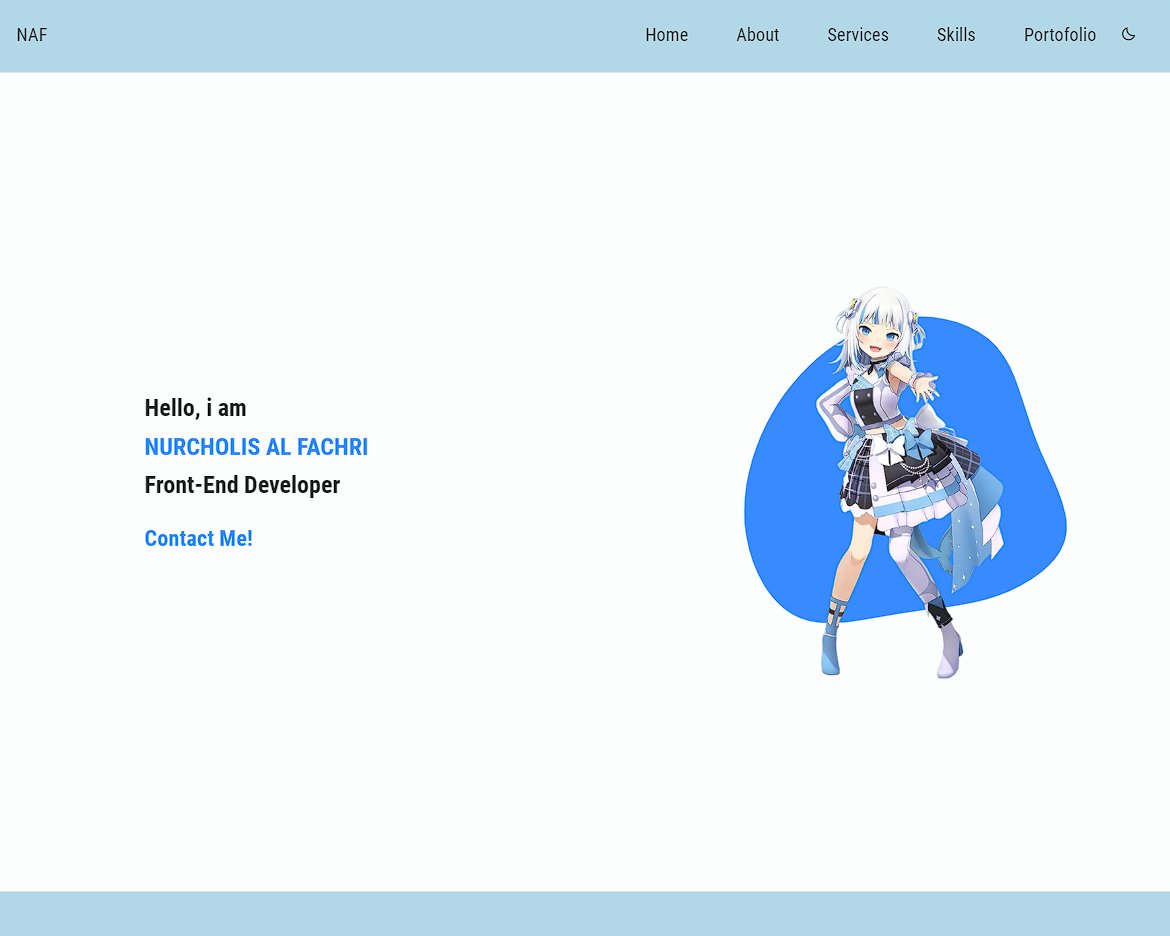 NAF
Home About Services Skills Portofolio
Hello, i am
NURCHOLIS AL FACHRI
Front-End Developer
Contact Me!